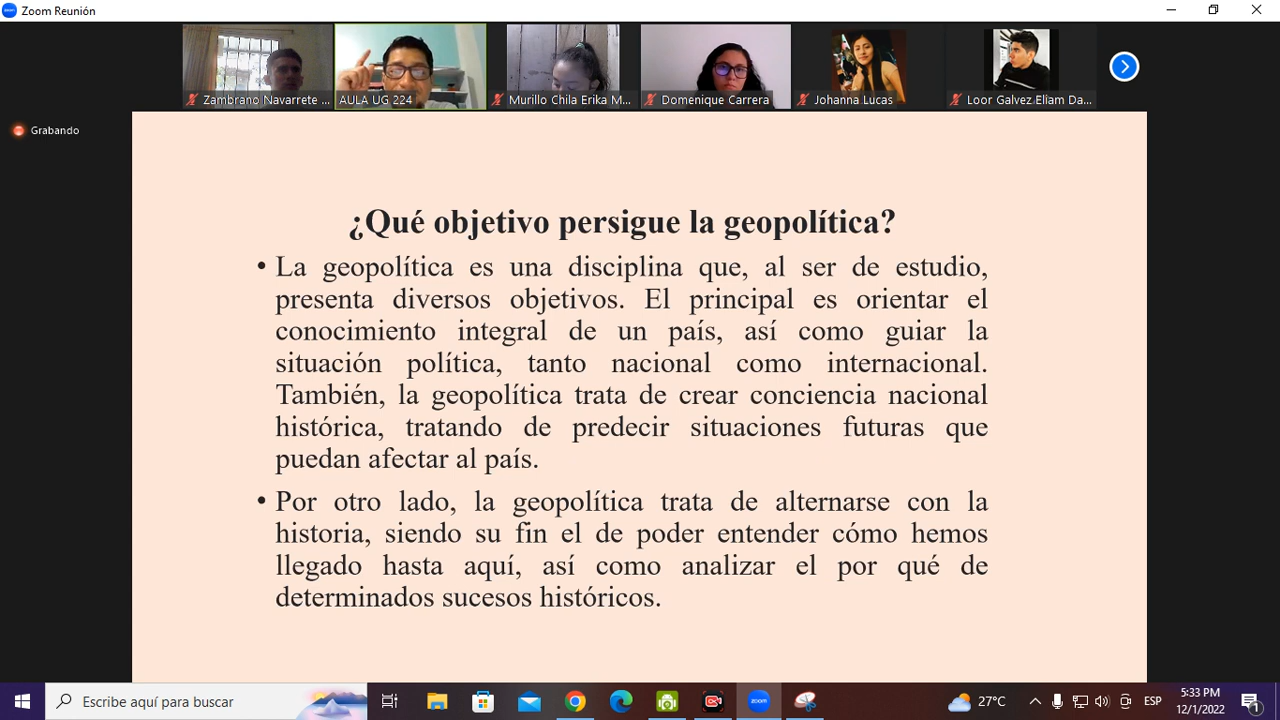 Zoom Reunión
Zambrano Navarrete ...
AULA UG 224
Murillo Chila Erika M...
Domenique Carrera
Johanna Lucas
Loor Galvez Eliam Da...
Grabando
¿Qué objetivo persigue la geopolítica?
• La geopolítica es una disciplina que, al ser de estudio,
presenta diversos objetivos. El principal es orientar el
conocimiento integral de un país, así como guiar la
situación política, tanto nacional como internacional.
También, la geopolítica trata de crear conciencia nacional
histórica, tratando de predecir situaciones futuras que
puedan afectar al país.
• Por otro lado, la geopolítica trata de alternarse con la
historia, siendo su fin el de poder entender cómo hemos
llegado hasta aquí, así como analizar el por qué de
determinados sucesos históricos.
Escribe aquí para buscar
zoom
27°C
ESP
5:33 PM
12/1/2022
1